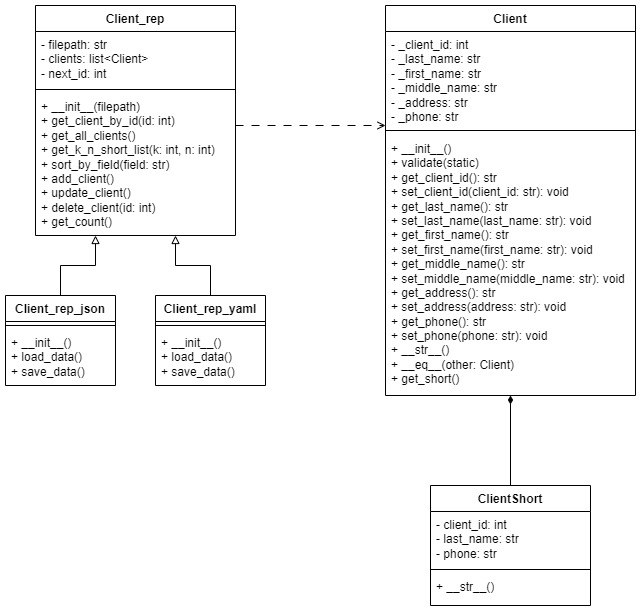 Client_rep
- filepath: str
- clients: list<Client>
- next_id: int
+ __init__(filepath)
+ get_client_by_id(id: int)
+ get_all_clients()
+ get_k_n_short_list(k: int, n: int)
+ sort_by_field(field: str)
+ add_client()
+ update_client()
+ delete_client(id: int)
+ get_count()
Client
- _client_id: int
- _last_name: str
- _first_name: str
- _middle_name: str
- _address: str
- _phone: str
+ __init__()
+ validate(static)
+ get_client_id(): str
+ set_client_id(client_id: str): void
+ get_last_name(): str
+ set_last_name(last_name: str): void
+ get_first_name(): str
+ set_first_name(first_name: str): void
+ get_middle_name(): str
+ set_middle_name(middle_name: str): void
+ get_address(): str
+ set_address(address: str): void
+ get_phone(): str
+ set_phone(phone: str): void
+ __str__()
+ __eq__(other: Client)
+ get_short()
Client_rep_json
+ __init__()
+ load_data()
+ save_data()
Client_rep_yaml
+ __init__()
+ load_data()
+ save_data()
ClientShort
- client_id: int
- last_name: str
- phone: str
+ __str__()